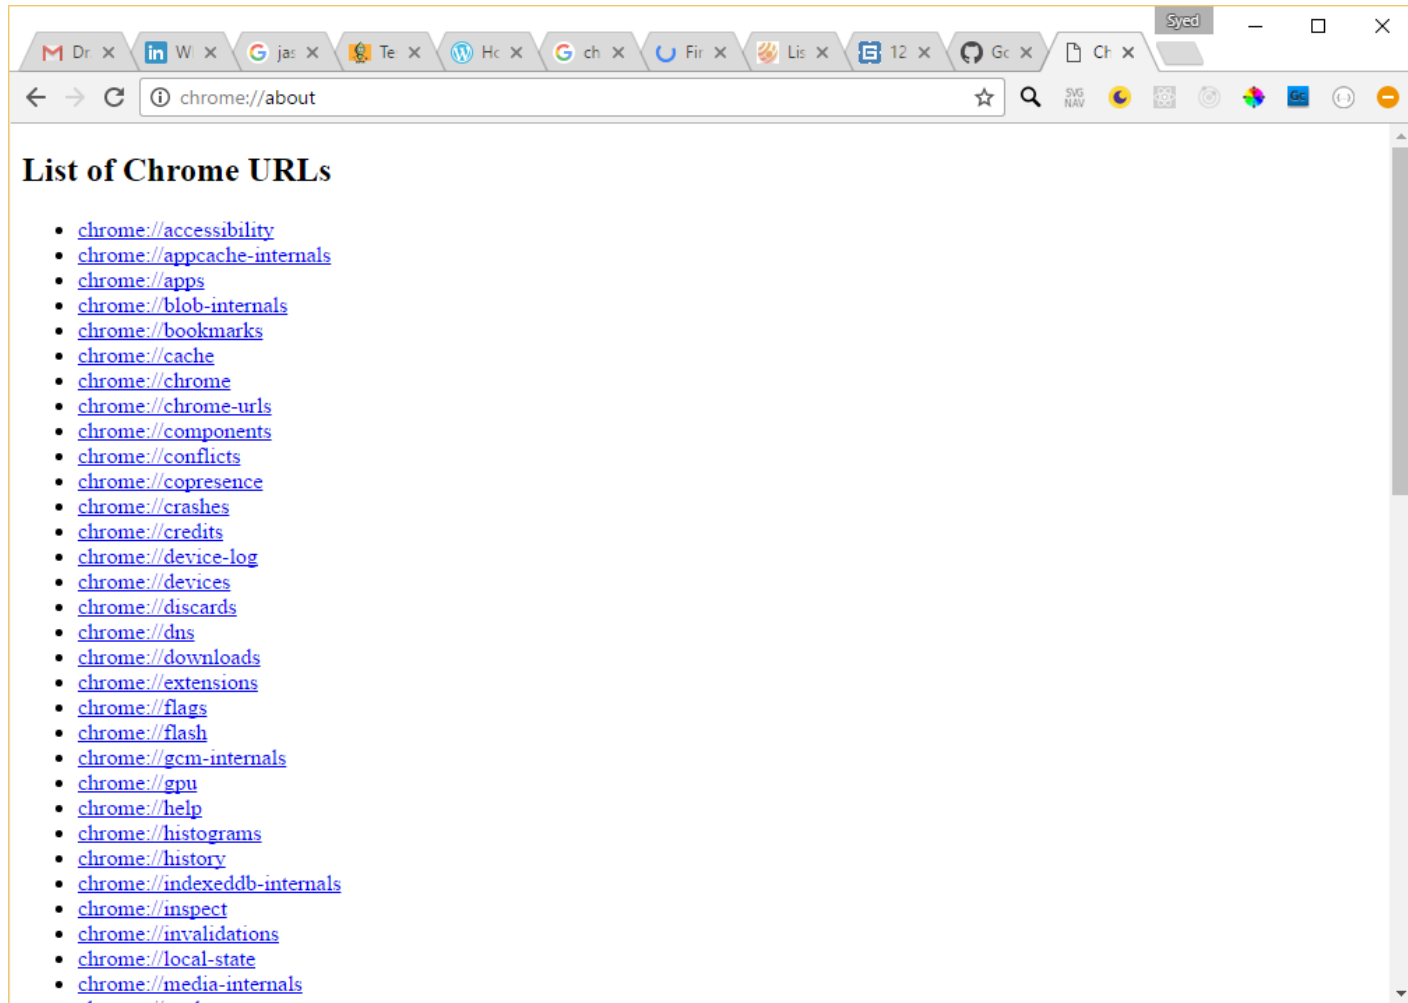 Syed
Dr
W
jas
Te
Hc
ch
Fir
Lis
12
Gc
Ch
chrome://about
SVG NAV
Gc
List of Chrome URLs
chrome://accessibility
chrome://appcache-internals
chrome://apps
chrome://blob-internals
chrome://bookmarks
chrome://cache
chrome://chrome
chrome://chrome-urls
chrome://components
chrome://conflicts
chrome://copresence
chrome://crashes
chrome://credits
chrome://device-log
chrome://devices
chrome://discards
chrome://dns
chrome://downloads
chrome://extensions
chrome://flags
chrome://flash
chrome://gcm-internals
chrome://gpu
chrome://help
chrome://histograms
chrome://history
chrome://indexeddb-internals
chrome://inspect
chrome://invalidations
chrome://local-state
chrome://media-internals